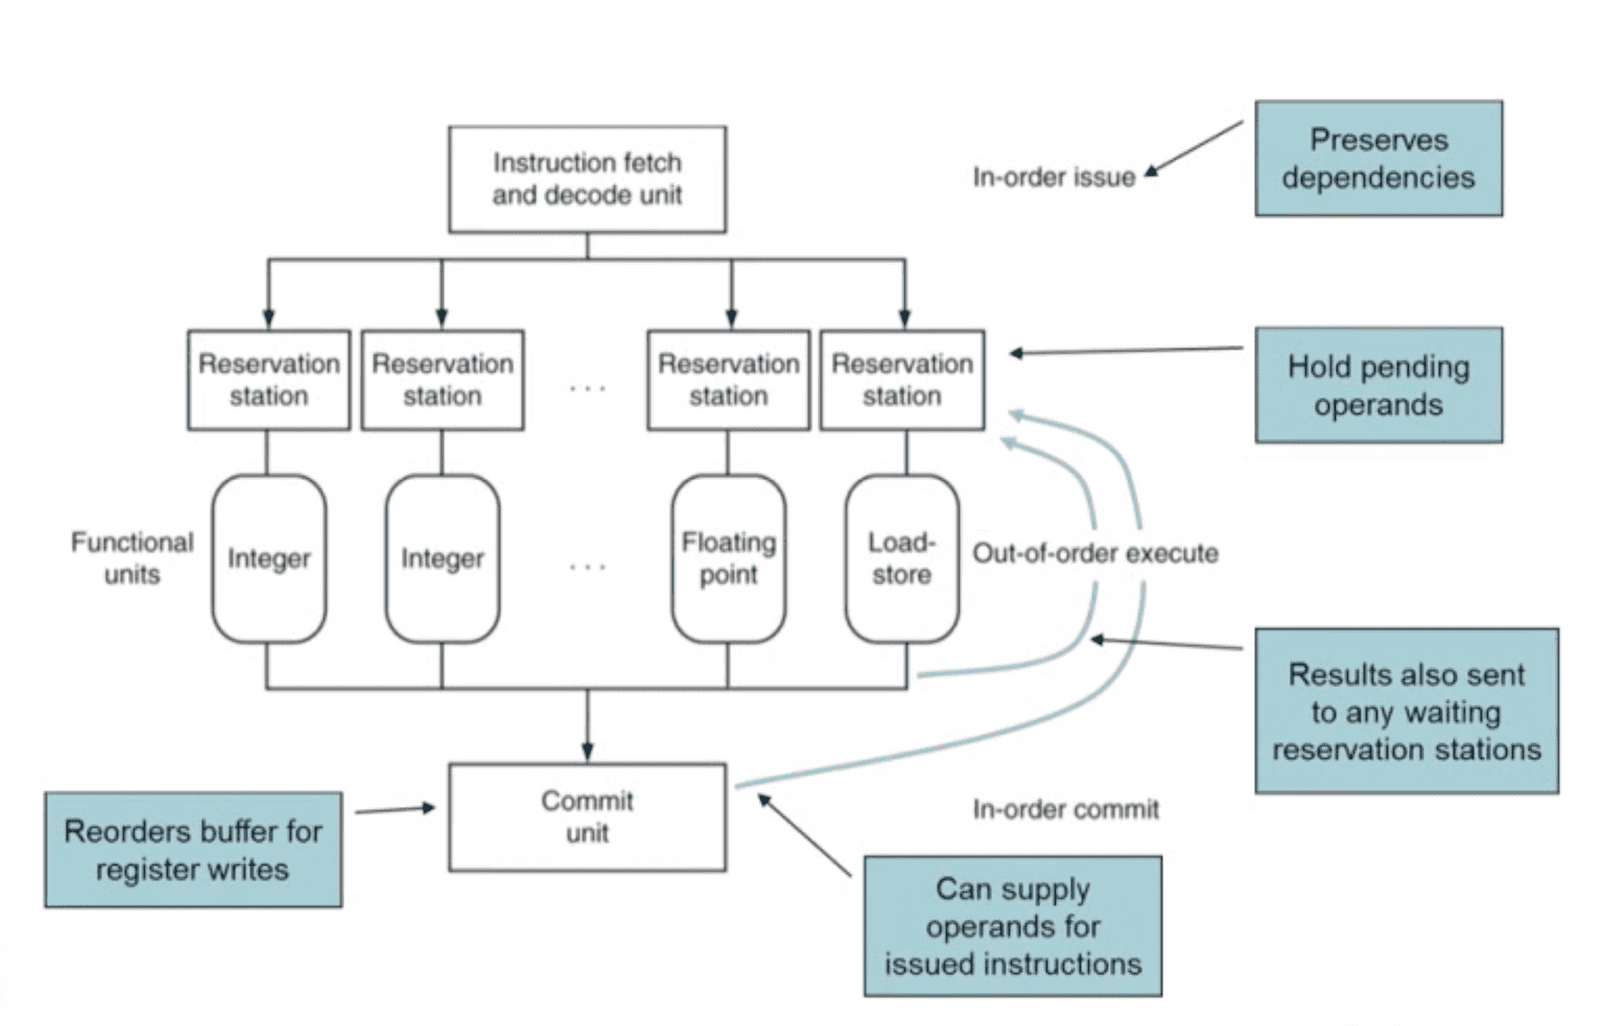 Preserves
dependencies
Instruction fetch
and decode unit
In-order issue
Reservation
station
Reservation
station
. . .
Reservation
station
Reservation
station
Hold pending
operands
Functional
units
Integer
Integer
. . .
Floating
point
Load-
store
Out-of-order execute
Results also sent
to any waiting
reservation stations
Commit
unit
In-order commit
Reorders buffer for
register writes
Can supply
operands for
issued instructions